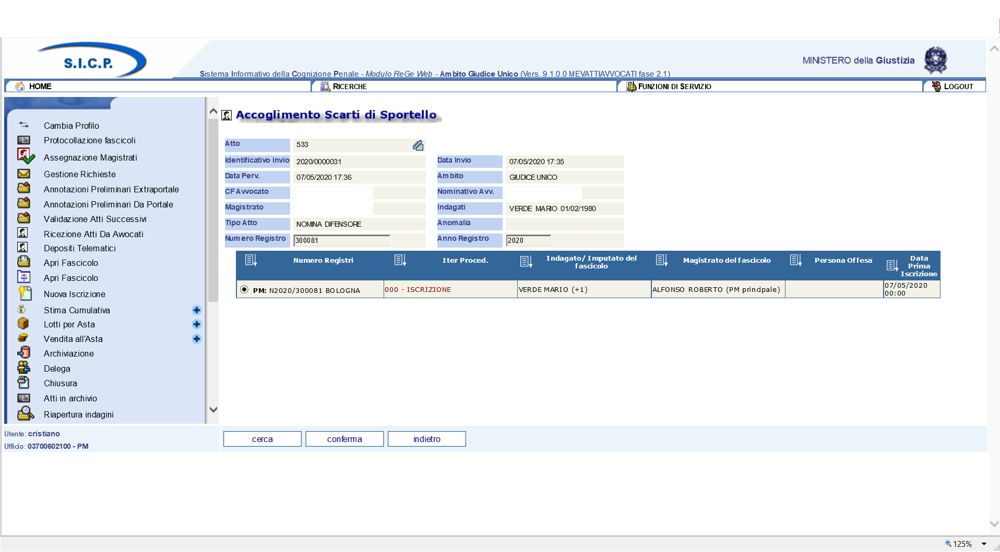 S.I.C.P.
MINISTERO della Giustizia
Sistema Informativo della Cognizione Penale - Modulo ReGe Web - Ambito Giudice Unico (Vers. 9.1.0.0 MEVATTIAVVOCATI fase 2.1)
HOME
RICERCHE
FUNZIONI DI SERVIZIO
LOGOUT
Cambia Profilo
Protocollazione fascicoli
Assegnazione Magistrati
Gestione Richieste
Annotazioni Preliminari Extraportale
Annotazioni Preliminari Da Portale
Validazione Atti Successivi
Ricezione Atti Da Avvocati
Depositi Telematici
Apri Fascicolo
Apri Fascicolo
Nuova Iscrizione
Stima Cumulativa
Lotti per Asta
Vendita all'Asta
Archiviazione
Delega
Chiusura
Atti in archivio
Riapertura indagini
Utente: cristiano
Ufficio: 03700602100 - PM
Accoglimento Scarti di Sportello
Atto 533
Identificativo Invio 2020/0000031 Data Invio 07/05/2020 17:35
Data Perv. 07/05/2020 17:36 Ambito GIUDICE UNICO
CF Avvocato Nominativo Avv.
Magistrato Indagati VERDE MARIO 01/02/1980
Tipo Atto NOMINA DIFENSORE Anomalia
Numero Registro 300081 Anno Registro 2020
Numero Registri Iter Proced. Indagato/Imputato del fascicolo Magistrato del fascicolo Persona Offesa Data Prima Iscrizione
PM: N2020/300081 BOLOGNA 000 - ISCRIZIONE VERDE MARIO (+1) ALFONSO ROBERTO (PM principale) 07/05/2020 00:00
cerca conferma indietro
125%